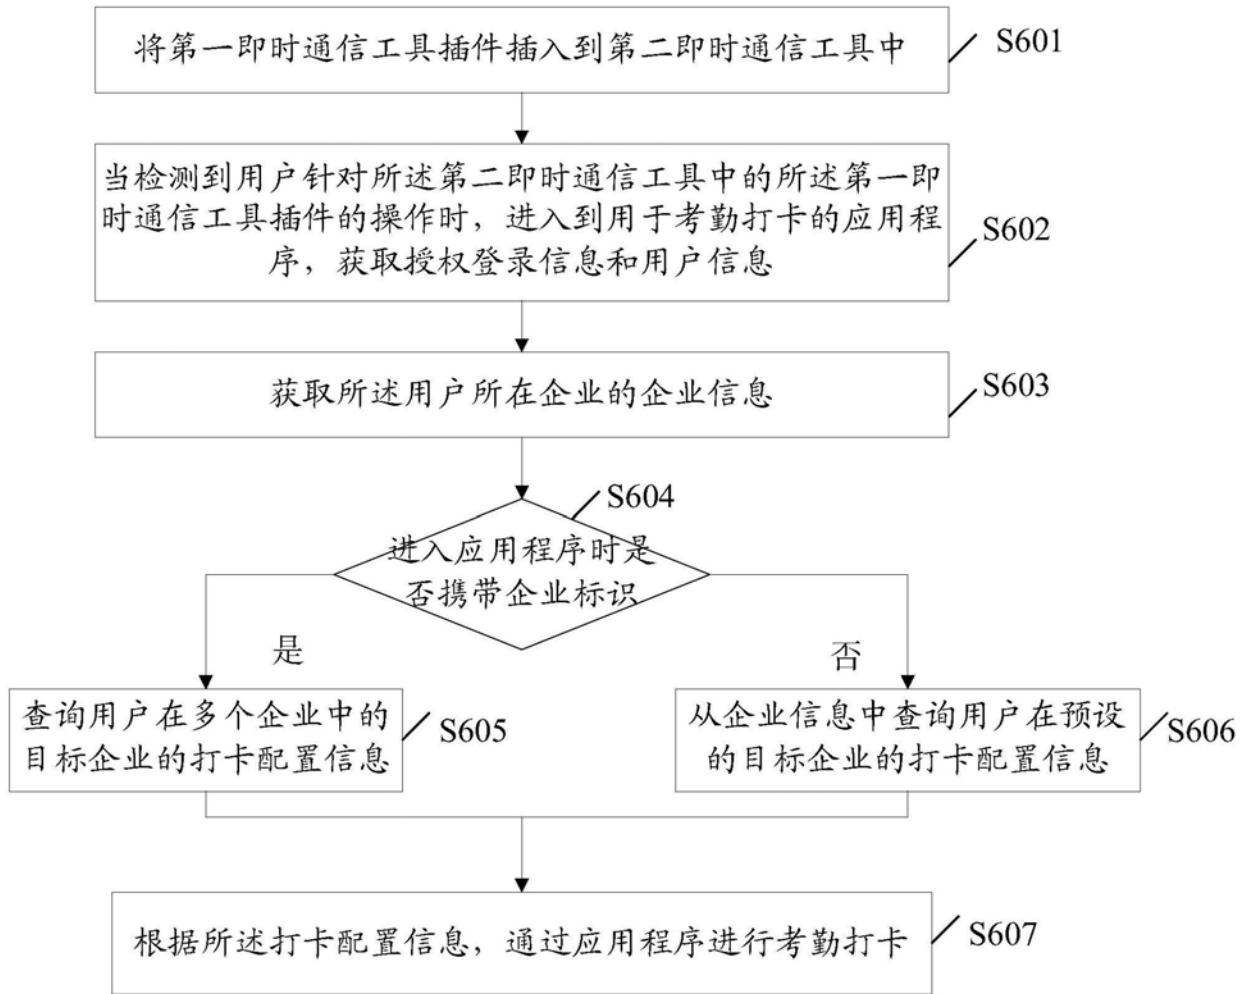 将第一即时通信工具插件插入到第二即时通信工具中
S601
当检测到用户针对所述第二即时通信工具中的所述第一即
时通信工具插件的操作时，进入到用于考勤打卡的应用程
序，获取授权登录信息和用户信息
S602
获取所述用户所在企业的企业信息
S603
S604
进入应用程序时是
否携带企业标识
是
否
查询用户在多个企业中的
目标企业的打卡配置信息
S605
从企业信息中查询用户在预设
的目标企业的打卡配置信息
S606
根据所述打卡配置信息，通过应用程序进行考勤打卡
S607